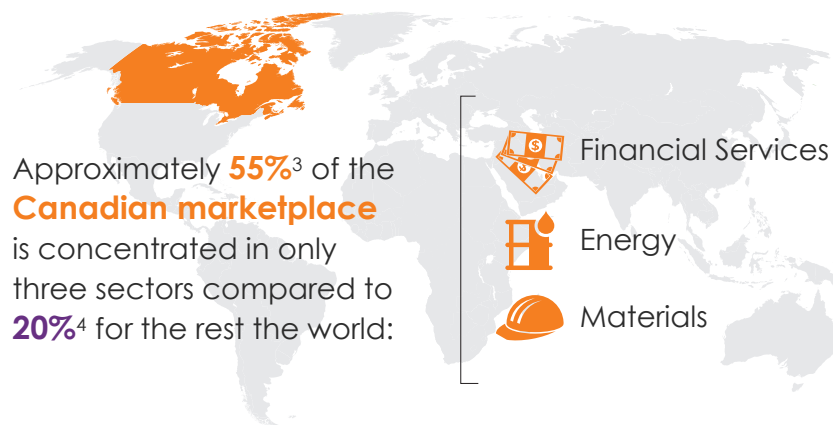 Approximately 55%³ of the
Canadian marketplace
is concentrated in only
three sectors compared to
20%⁴ for the rest the world:
Financial Services
Energy
Materials